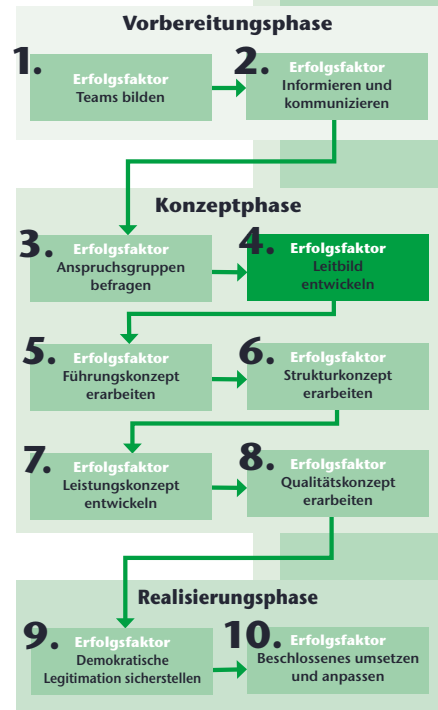 Vorbereitungsphase
1.
Erfolgsfaktor
Teams bilden
2.
Erfolgsfaktor
Informieren und
kommunizieren
Konzeptphase
3.
Erfolgsfaktor
Anspruchsgruppen
befragen
4.
Erfolgsfaktor
Leitbild
entwickeln
5.
Erfolgsfaktor
Führungskonzept
erarbeiten
6.
Erfolgsfaktor
Strukturkonzept
erarbeiten
7.
Erfolgsfaktor
Leistungskonzept
entwickeln
8.
Erfolgsfaktor
Qualitätskonzept
erarbeiten
Realisierungsphase
9.
Erfolgsfaktor
Demokratische
Legitimation sicherstellen
10.
Erfolgsfaktor
Beschlossenes umsetzen
und anpassen